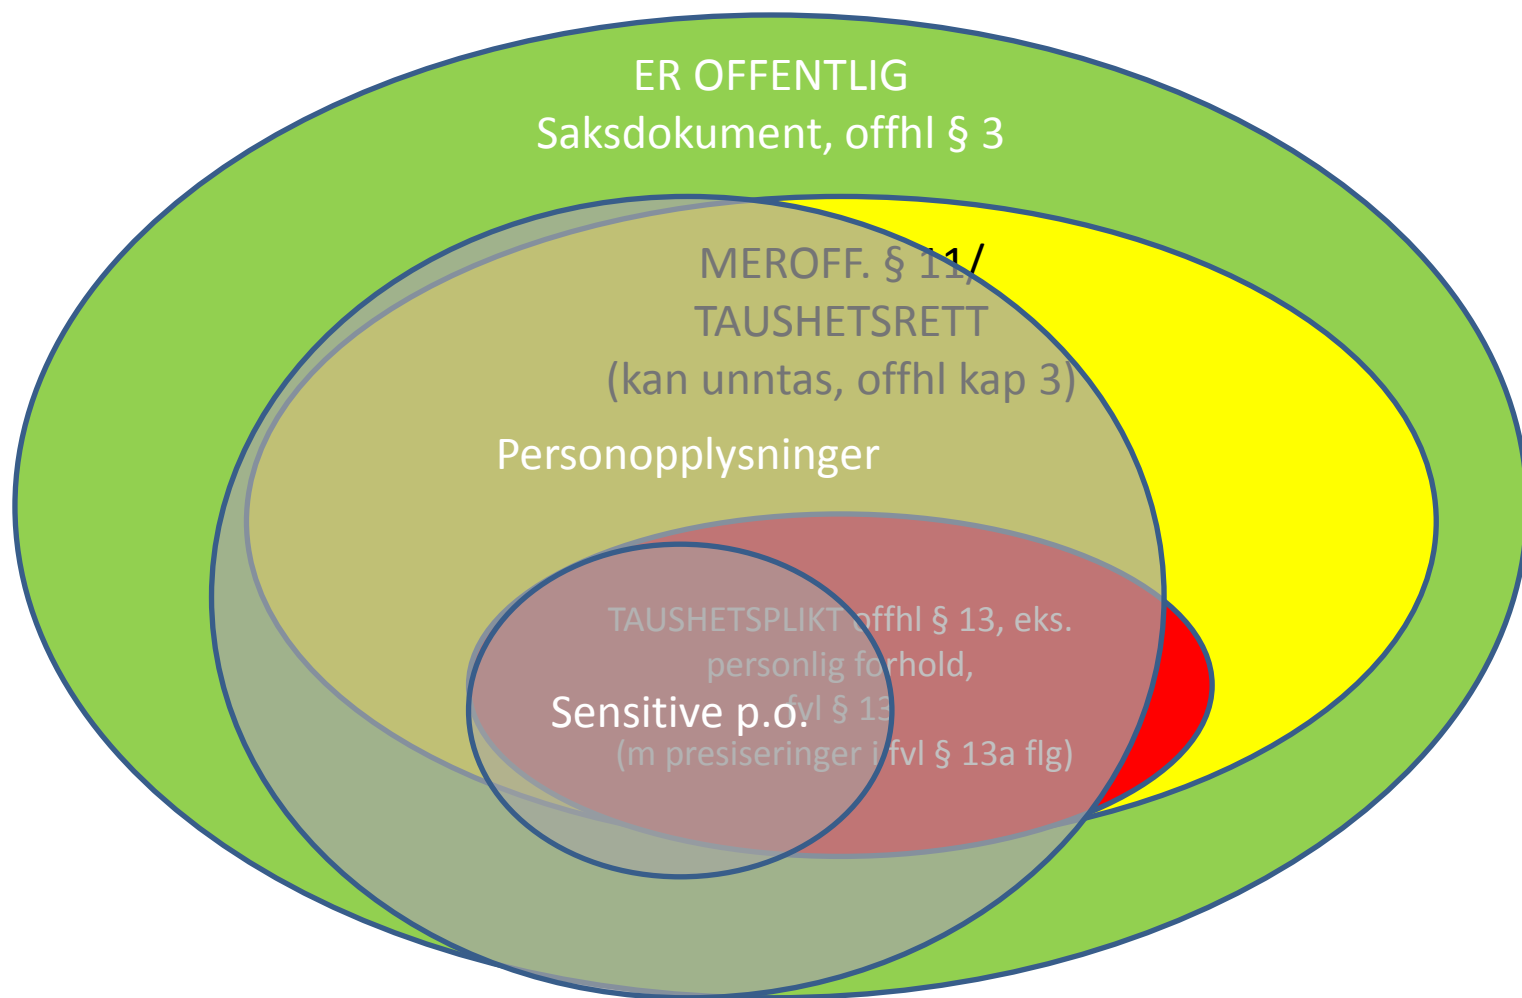 ER OFFENTLIG
Saksdokument, offhl § 3
MEROFF. § 11/
TAUSHETSRETT
(kan unntas, offhl kap 3)
Personopplysninger
TAUSHETSPLIKT offhl § 13, eks.
personlig forhold,
fvl § 13
(m presiseringer i fvl § 13a flg)
Sensitive p.o.